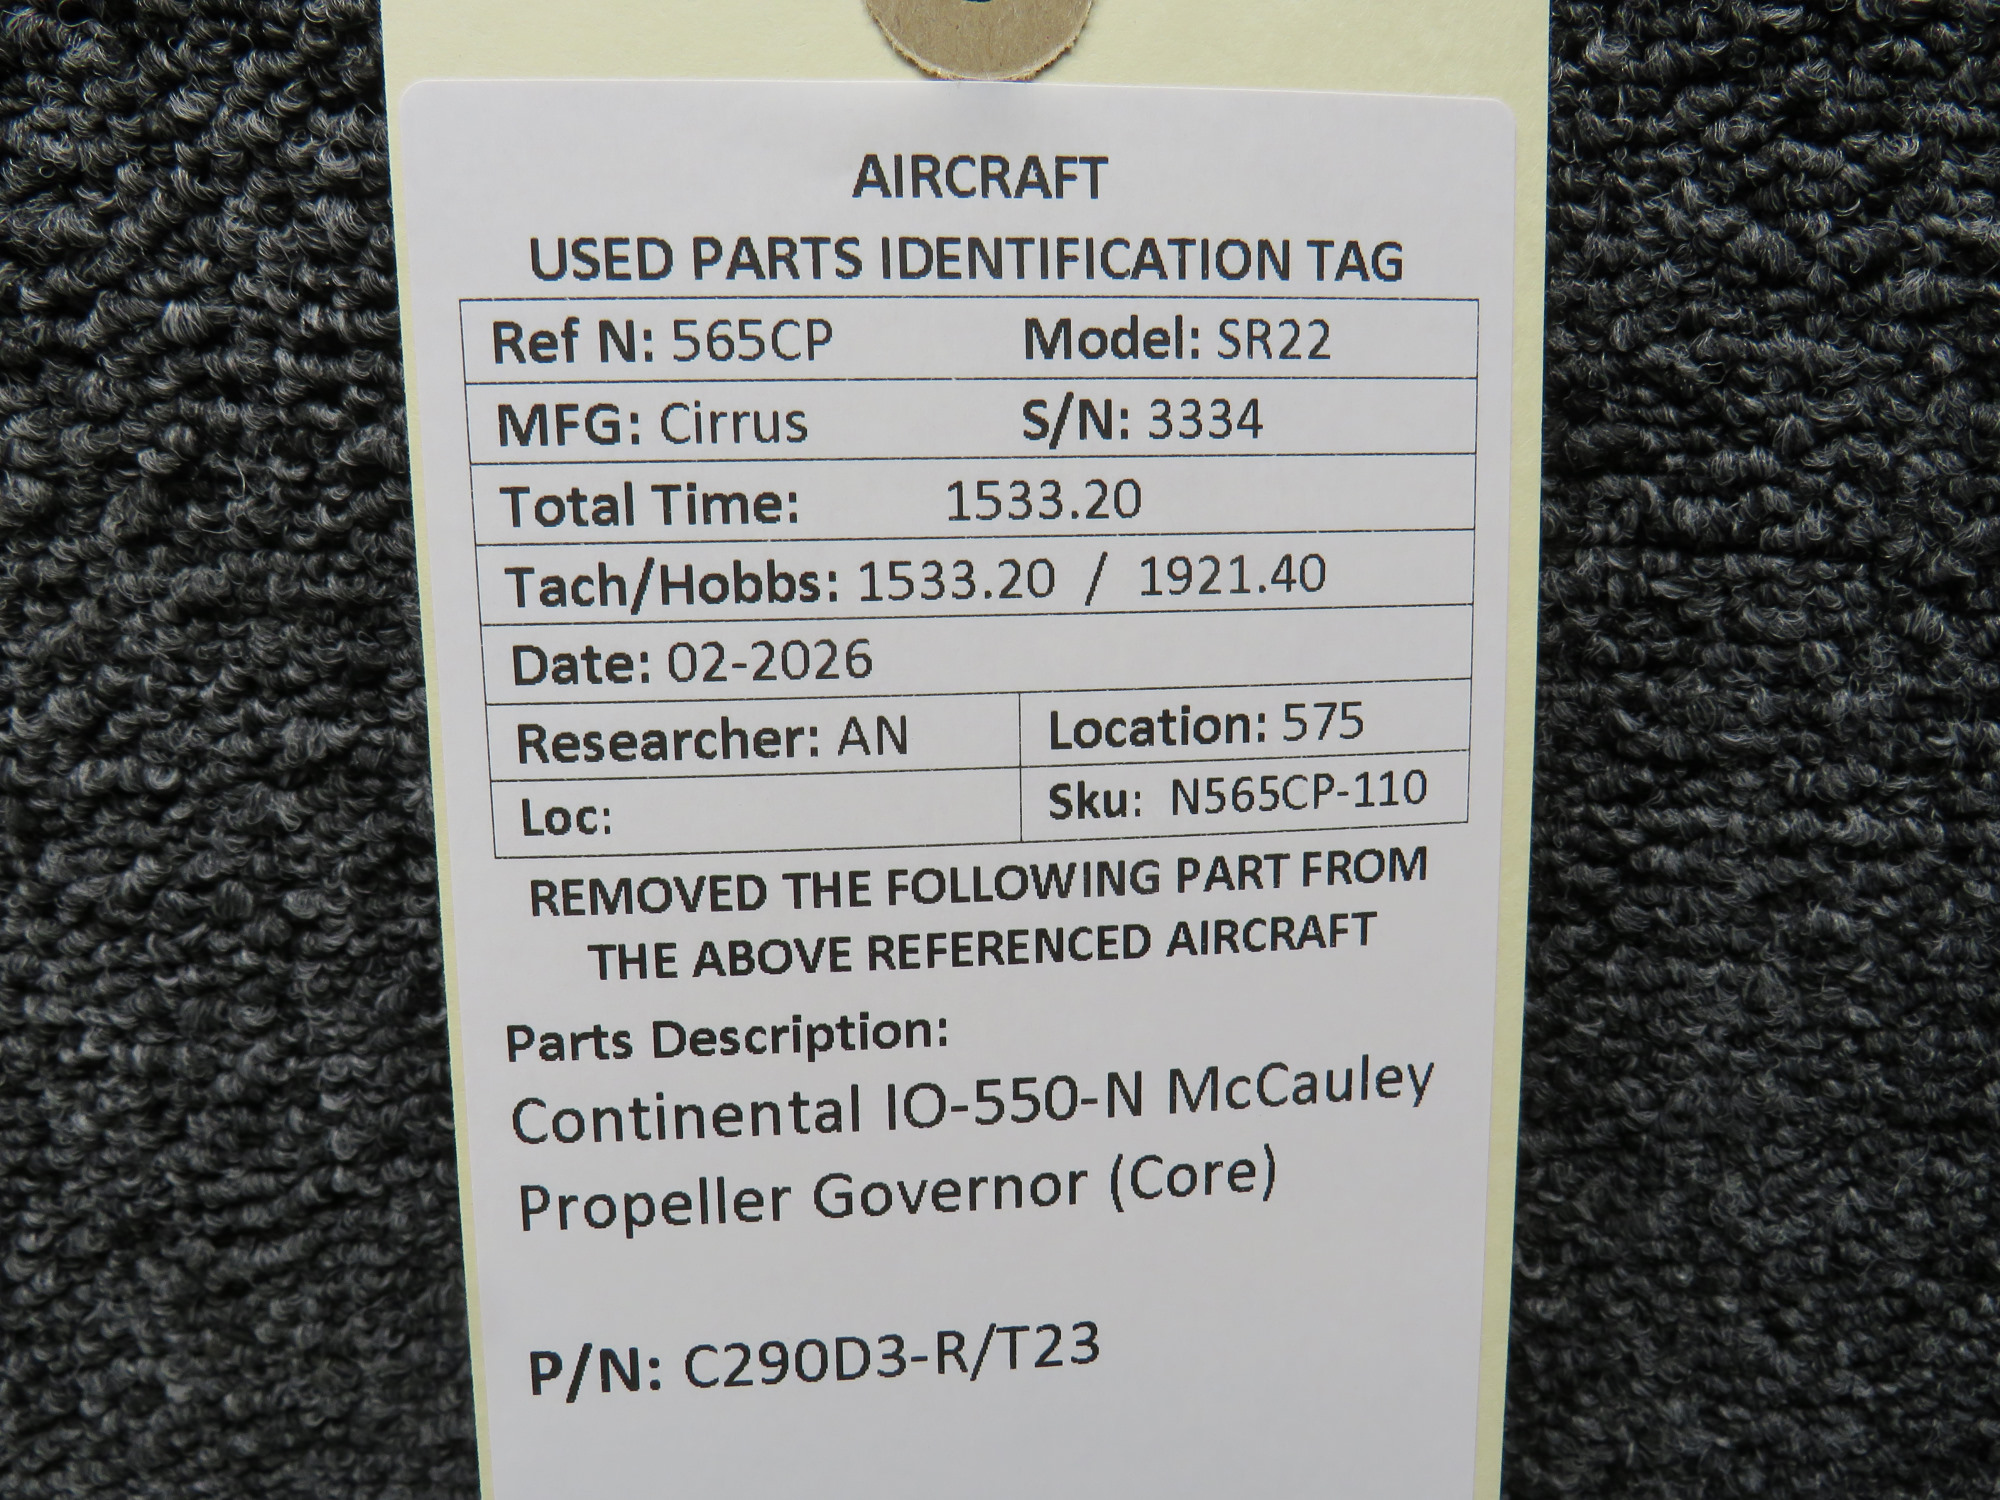 AIRCRAFT
USED PARTS IDENTIFICATION TAG
Ref N: 565CP Model: SR22
MFG: Cirrus S/N: 3334
Total Time: 1533.20
Tach/Hobbs: 1533.20 / 1921.40
Date: 02-2026
Researcher: AN Location: 575
Loc: Sku: N565CP-110
REMOVED THE FOLLOWING PART FROM
THE ABOVE REFERENCED AIRCRAFT
Parts Description:
Continental IO-550-N McCauley
Propeller Governor (Core)
P/N: C290D3-R/T23